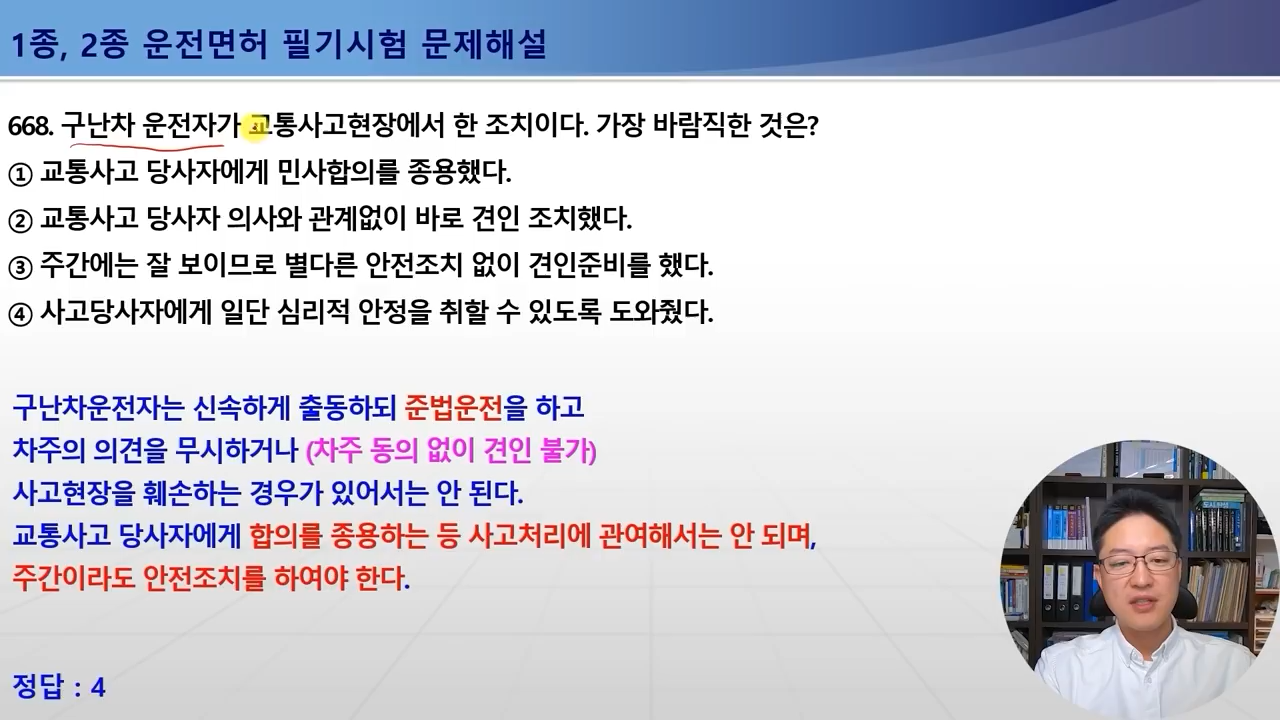 1종, 2종 운전면허 필기시험 문제해설
668. 구난차 운전자가 교통사고현장에서 한 조치이다. 가장 바람직한 것은?
① 교통사고 당사자에게 민사합의를 종용했다.
② 교통사고 당사자 의사와 관계없이 바로 견인 조치했다.
③ 주간에는 잘 보이므로 별다른 안전조치 없이 견인준비를 했다.
④ 사고당사자에게 일단 심리적 안정을 취할 수 있도록 도와줬다.
구난차운전자는 신속하게 출동하되 준법운전을 하고
차주의 의견을 무시하거나 (차주 동의 없이 견인 불가)
사고현장을 훼손하는 경우가 있어서는 안 된다.
교통사고 당사자에게 합의를 종용하는 등 사고처리에 관여해서는 안 되며,
주간이라도 안전조치를 하여야 한다.
정답 : 4